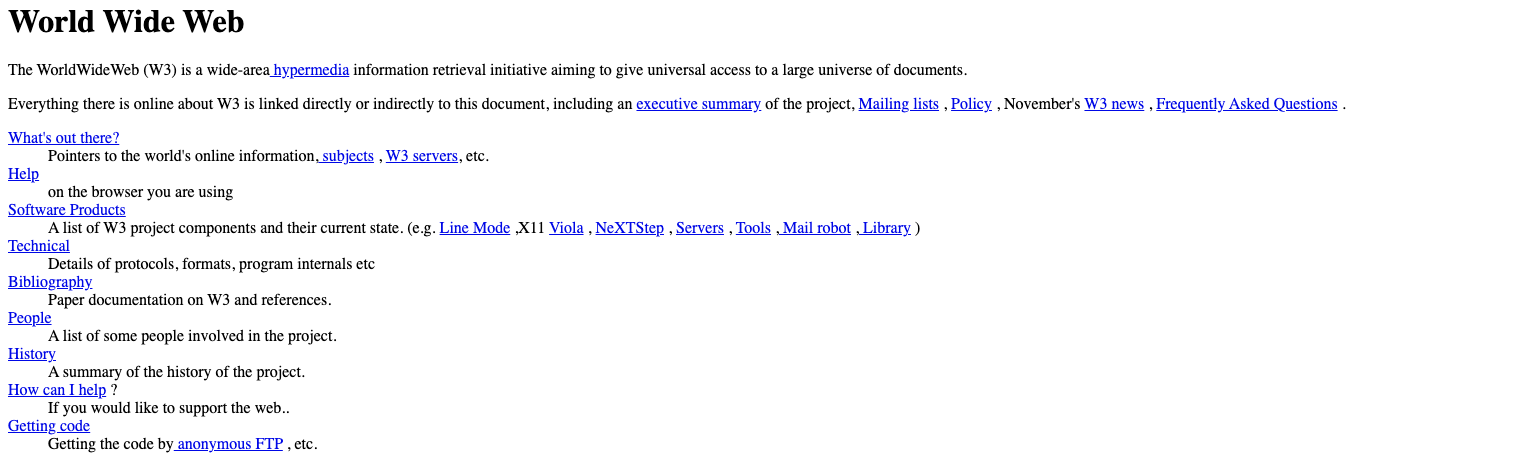 World Wide Web
The WorldWideWeb (W3) is a wide-area hypermedia information retrieval initiative aiming to give universal access to a large universe of documents.
Everything there is online about W3 is linked directly or indirectly to this document, including an executive summary of the project, Mailing lists , Policy , November's W3 news , Frequently Asked Questions .
What's out there?
Pointers to the world's online information, subjects , W3 servers, etc.
Help
on the browser you are using
Software Products
A list of W3 project components and their current state. (e.g. Line Mode ,X11 Viola , NeXTStep , Servers , Tools , Mail robot , Library )
Technical
Details of protocols, formats, program internals etc
Bibliography
Paper documentation on W3 and references.
People
A list of some people involved in the project.
History
A summary of the history of the project.
How can I help ?
If you would like to support the web..
Getting code
Getting the code by anonymous FTP , etc.